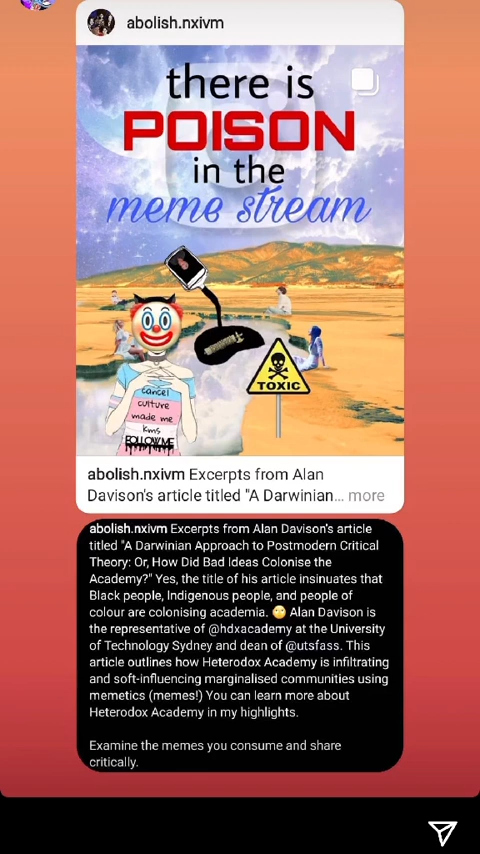 abolish.nxivm
there is
POISON
in the
meme stream
TOXIC
cancel
culture
made me
kms
FOLLOW ME
abolish.nxivm Excerpts from Alan
Davison's article titled "A Darwinian... more
abolish.nxivm Excerpts from Alan Davison's article
titled "A Darwinian Approach to Postmodern Critical
Theory: Or, How Did Bad Ideas Colonise the
Academy?" Yes, the title of his article insinuates that
Black people, Indigenous people, and people of
colour are colonising academia. 🙄 Alan Davison is
the representative of @hdxacademy at the University
of Technology Sydney and dean of @utsfass. This
article outlines how Heterodox Academy is infiltrating
and soft-influencing marginalised communities using
memetics (memes!) You can learn more about
Heterodox Academy in my highlights.
Examine the memes you consume and share
critically.